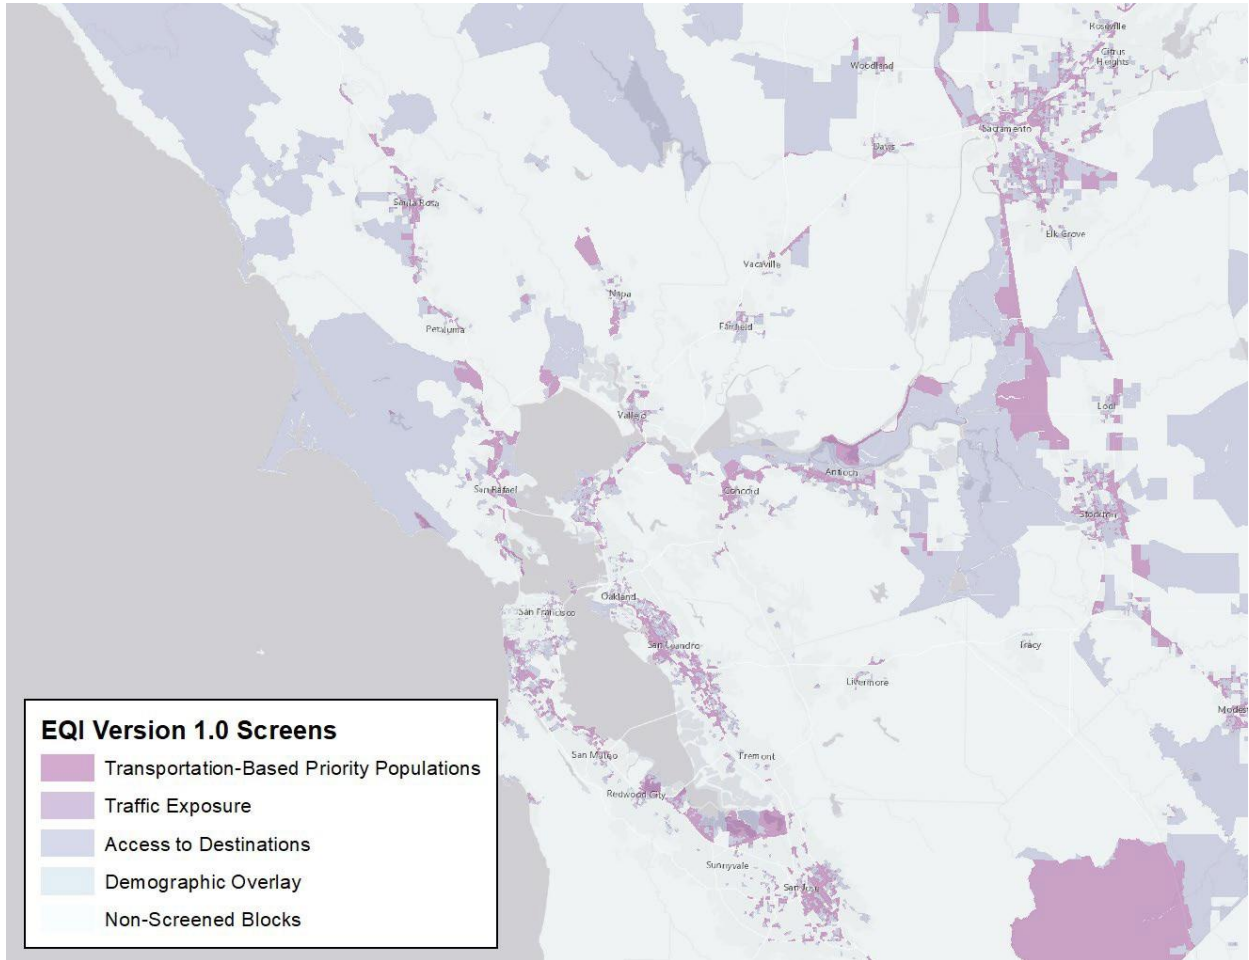 Roseville
Citrus
Heights
Woodland
Sacramento
Davis
Santa Rosa
Elk Grove
Vacaville
Napa
Fairfield
Petaluma
Lodi
Vallejo
Antioch
San Rafael
Concord
Stockton
Oakland
San Francisco
San Leandro
Tracy
Livermore
Modest
San Mateo
Fremont
Redwood City
Sunnyvale
San Jose
EQI Version 1.0 Screens
Transportation-Based Priority Populations
Traffic Exposure
Access to Destinations
Demographic Overlay
Non-Screened Blocks